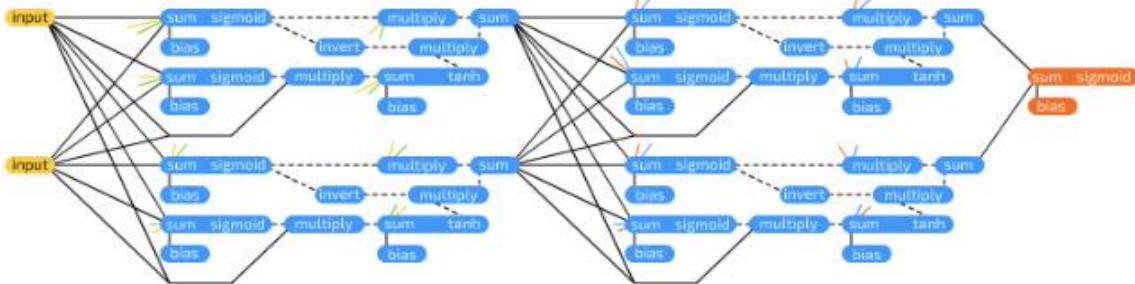 input sum sigmoid multiply sum sum sigmoid multiply sum
bias invert multiply bias invert multiply
sum sigmoid multiply sum tanh sum sigmoid multiply sum tanh sum sigmoid
bias bias bias bias bias
input sum sigmoid multiply sum sum sigmoid multiply sum
bias invert multiply bias invert multiply
sum sigmoid multiply sum tanh sum sigmoid multiply sum tanh
bias bias bias bias